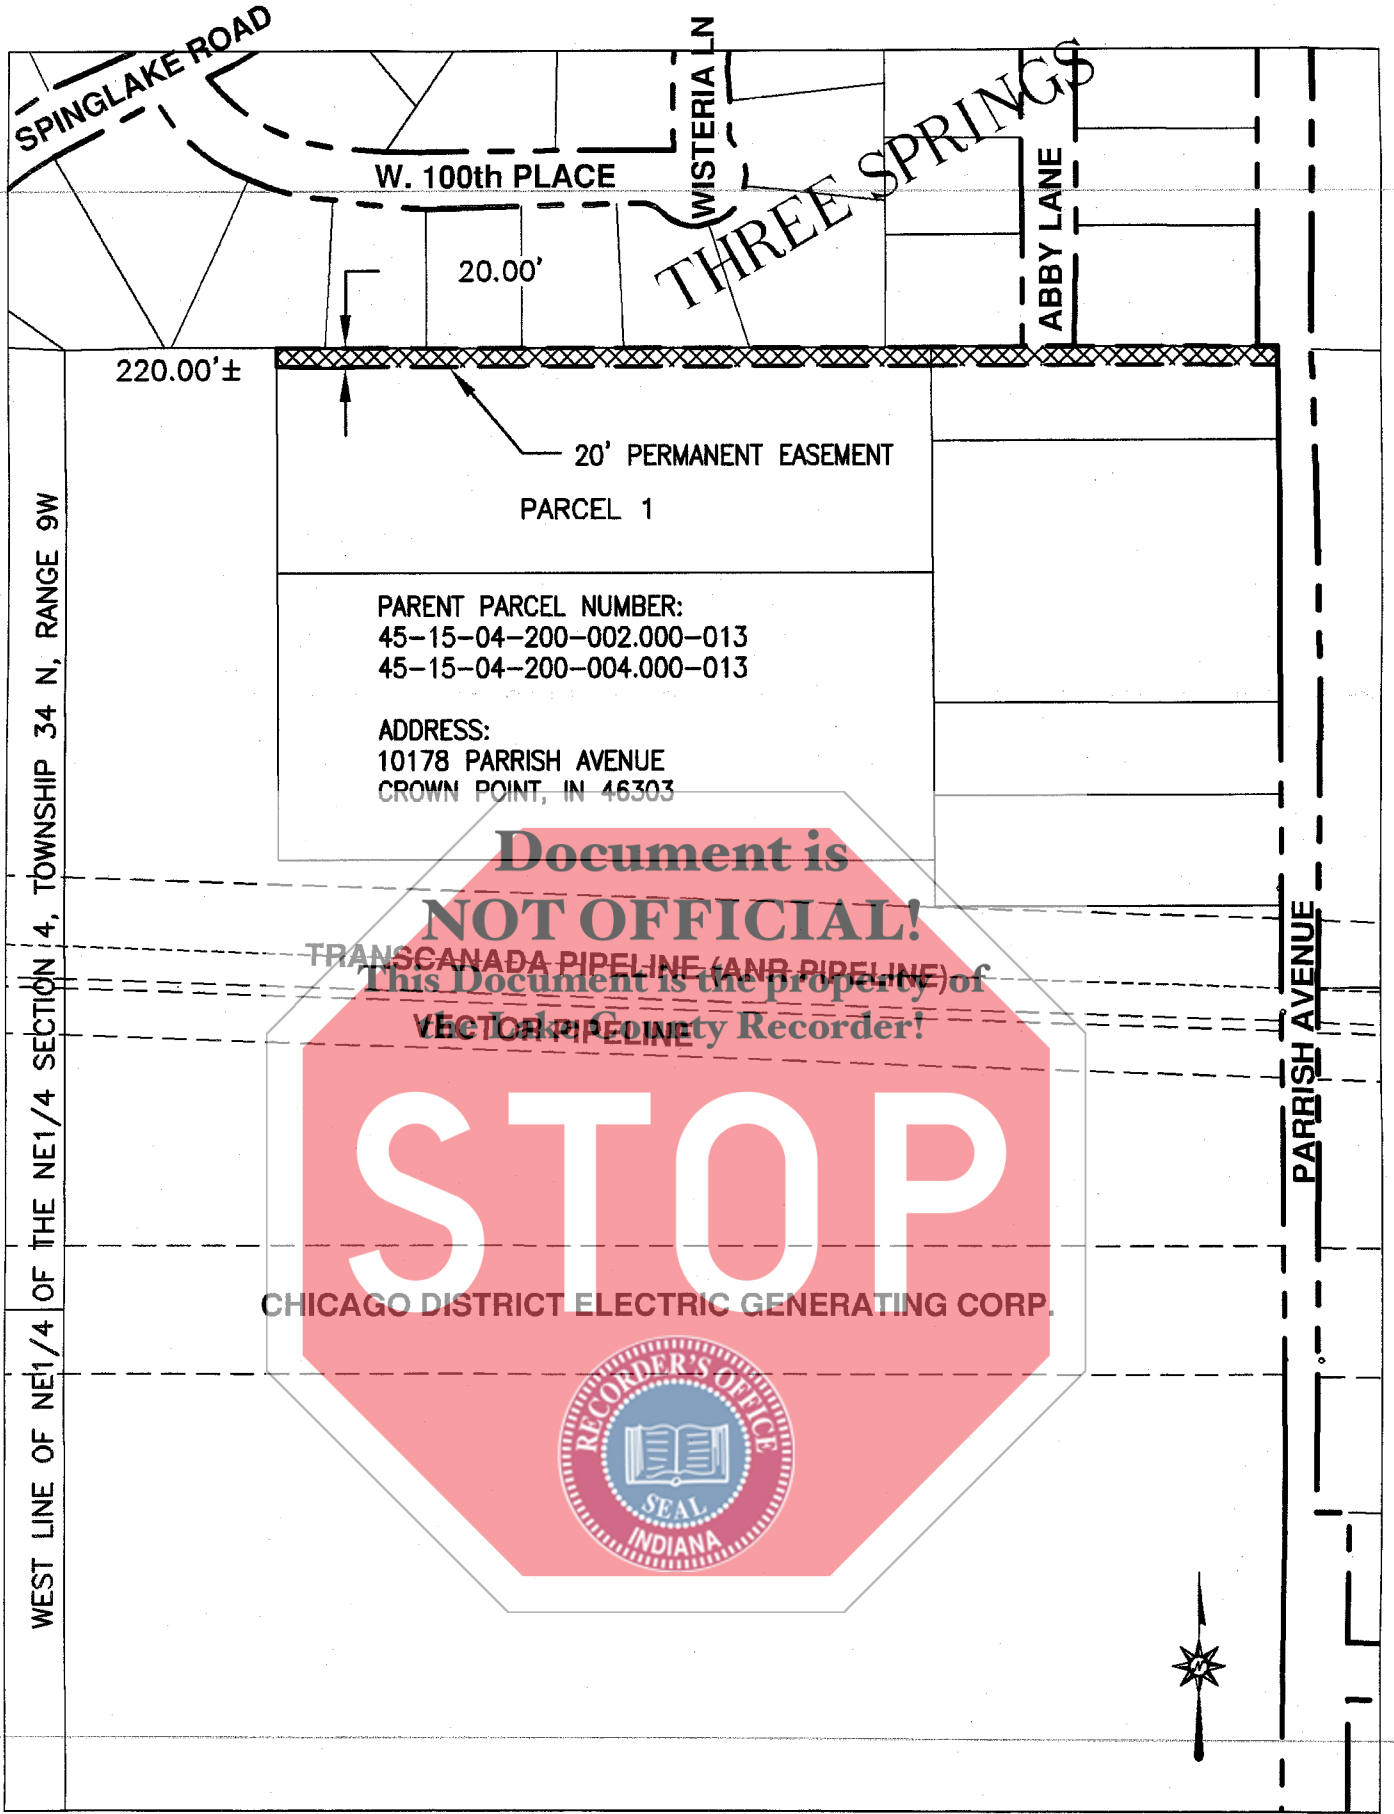 SPINGLAKE ROAD
WISTERIA LN
THREE SPRINGS
W. 100th PLACE
ABBY LANE
20.00'
220.00'±
20' PERMANENT EASEMENT
PARCEL 1
WEST LINE OF NE1/4 OF THE NE1/4 SECTION 4, TOWNSHIP 34 N, RANGE 9W
PARENT PARCEL NUMBER:
45-15-04-200-002.000-013
45-15-04-200-004.000-013
ADDRESS:
10178 PARRISH AVENUE
CROWN POINT, IN 46303
Document is
NOT OFFICIAL!
TRANSCANADA PIPELINE (ANR PIPELINE)
This Document is the property of
the Lake County Recorder!
VECTOR PIPELINE
PARRISH AVENUE
STOP
CHICAGO DISTRICT ELECTRIC GENERATING CORP.
RECORDER'S OFFICE
SEAL
INDIANA
N